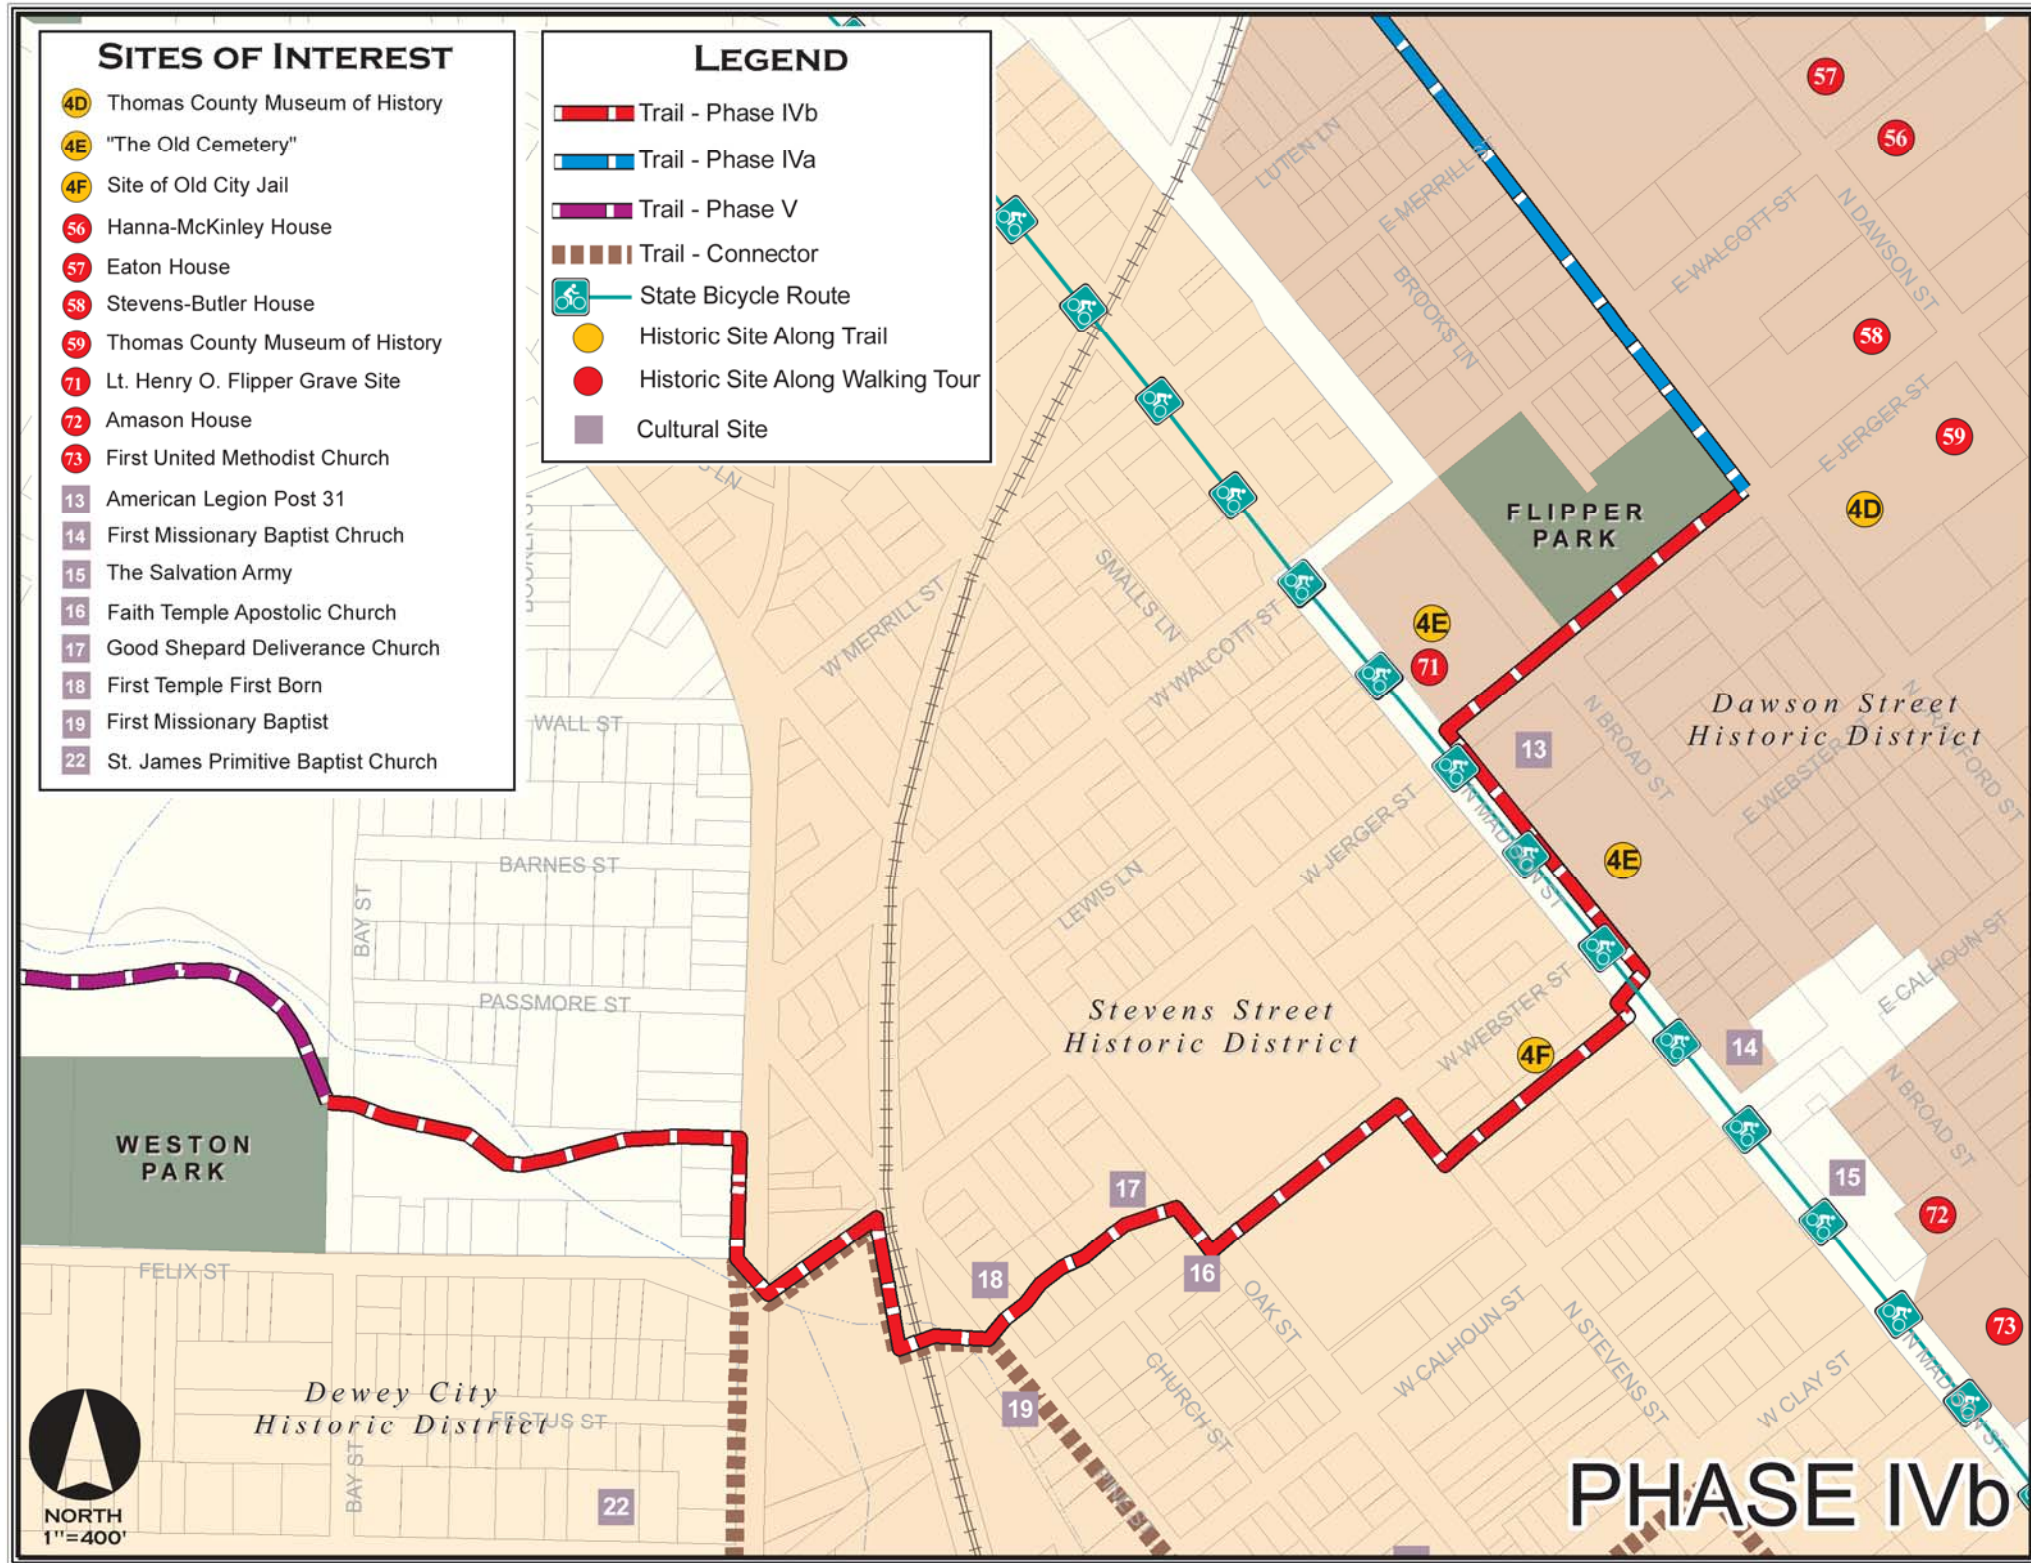 SITES OF INTEREST
4D Thomas County Museum of History
4E "The Old Cemetery"
4F Site of Old City Jail
56 Hanna-McKinley House
57 Eaton House
58 Stevens-Butler House
59 Thomas County Museum of History
71 Lt. Henry O. Flipper Grave Site
72 Amason House
73 First United Methodist Church
13 American Legion Post 31
14 First Missionary Baptist Chruch
15 The Salvation Army
16 Faith Temple Apostolic Church
17 Good Shepard Deliverance Church
18 First Temple First Born
19 First Missionary Baptist
22 St. James Primitive Baptist Church
LEGEND
Trail - Phase IVb
Trail - Phase IVa
Trail - Phase V
Trail - Connector
State Bicycle Route
Historic Site Along Trail
Historic Site Along Walking Tour
Cultural Site
57
56
LUTEN LN
E MERRILL
E WALCOTT ST
N DAWSON ST
BROOKS LN
58
E JERGER ST
59
4D
FLIPPER
PARK
LN
SMALLS LN
W MERRILL ST
W WALCOTT ST
4E
71
WALL ST
13
N BROAD ST
Dawson Street
Historic District
N CRAWFORD ST
E WEBSTER
N MADISON ST
W JERGER ST
4E
BARNES ST
LEWIS LN
BAY ST
E CALHOUN ST
PASSMORE ST
Stevens Street
Historic District
W WEBSTER ST
4F
14
N BROAD ST
WESTON
PARK
17
15
72
16
18
FELIX ST
OAK ST
W CALHOUN ST
N STEVENS ST
73
N MADISON ST
CHURCH ST
W CLAY ST
Dewey City
Historic District
FESTUS ST
19
BAY ST
22
PINE ST
NORTH
1"=400'
PHASE IVb